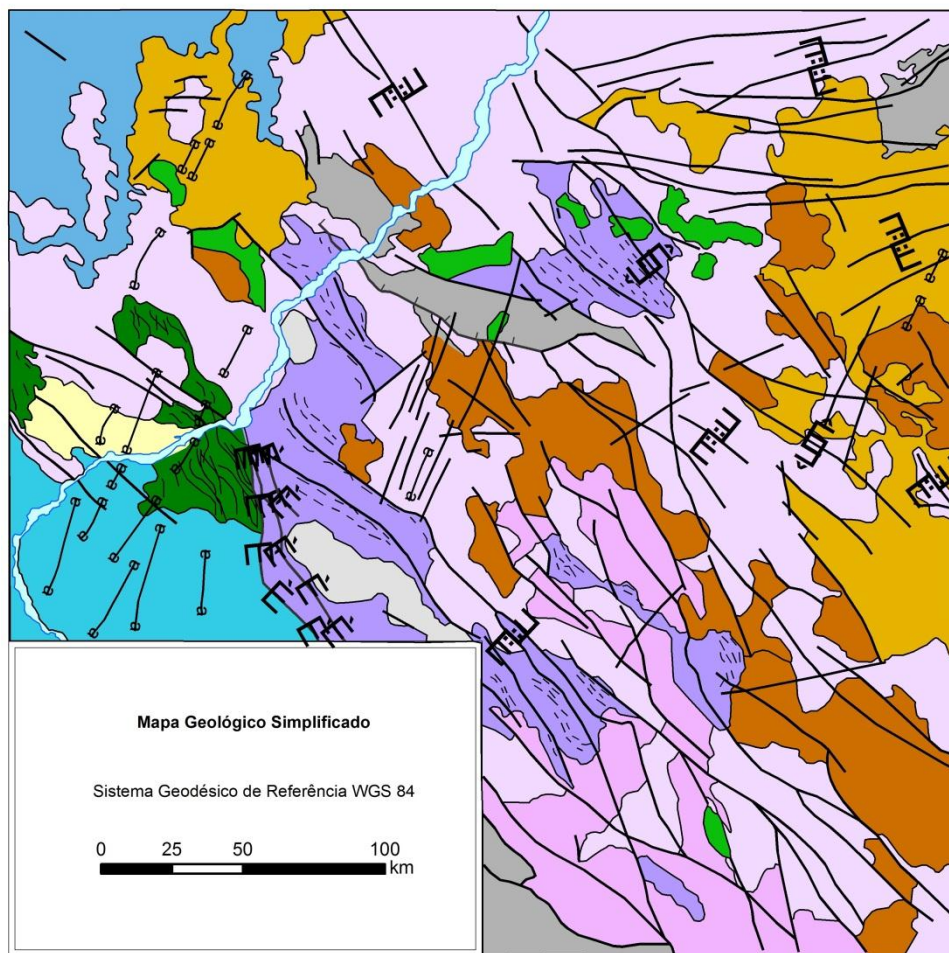 Mapa Geológico Simplificado
Sistema Geodésico de Referência WGS 84
0 25 50 100
km